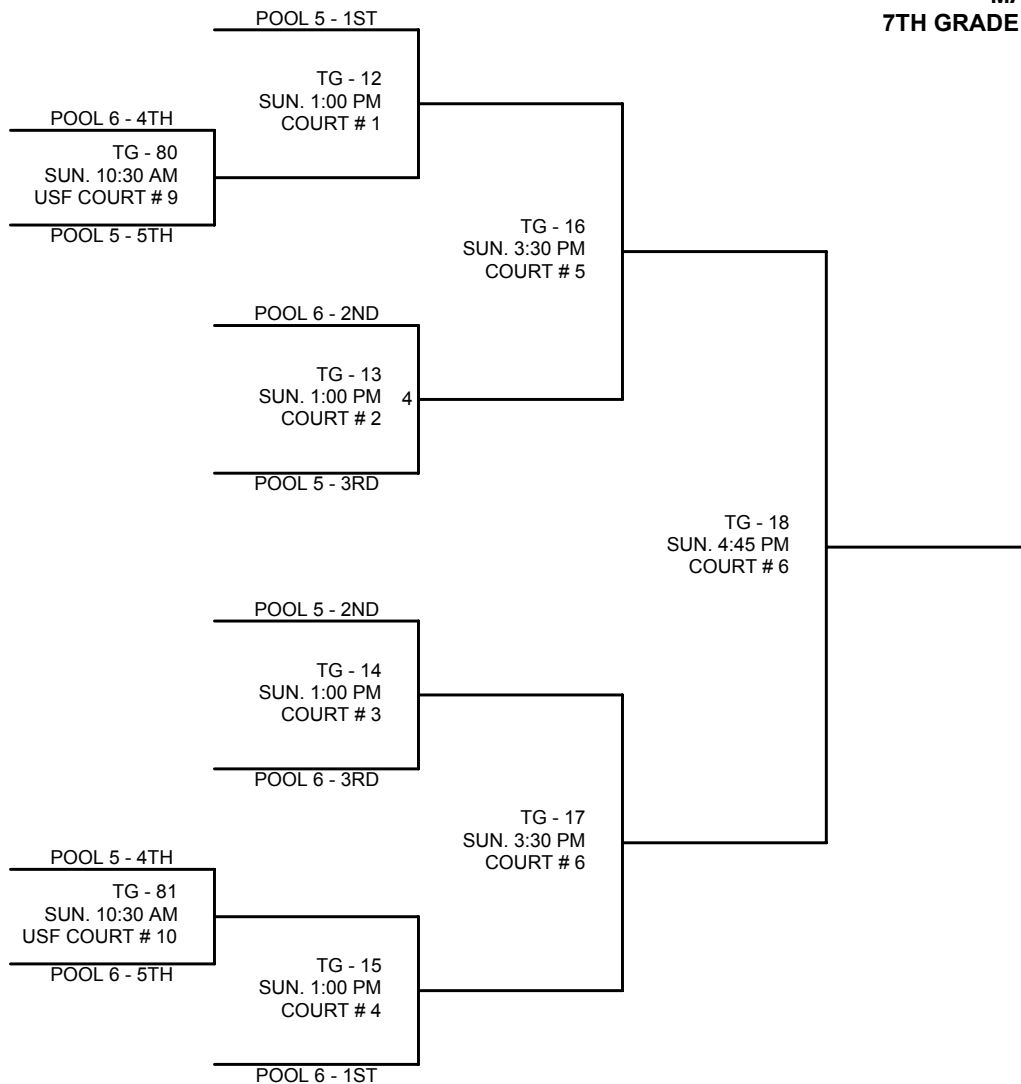 7TH GRADE
POOL 5 - 1ST
TG - 12
SUN. 1:00 PM
COURT # 1
POOL 6 - 4TH
TG - 80
SUN. 10:30 AM
USF COURT # 9
POOL 5 - 5TH
TG - 16
SUN. 3:30 PM
COURT # 5
POOL 6 - 2ND
TG - 13
SUN. 1:00 PM 4
COURT # 2
POOL 5 - 3RD
TG - 18
SUN. 4:45 PM
COURT # 6
POOL 5 - 2ND
TG - 14
SUN. 1:00 PM
COURT # 3
POOL 6 - 3RD
TG - 17
SUN. 3:30 PM
COURT # 6
POOL 5 - 4TH
TG - 81
SUN. 10:30 AM
USF COURT # 10
POOL 6 - 5TH
TG - 15
SUN. 1:00 PM
COURT # 4
POOL 6 - 1ST